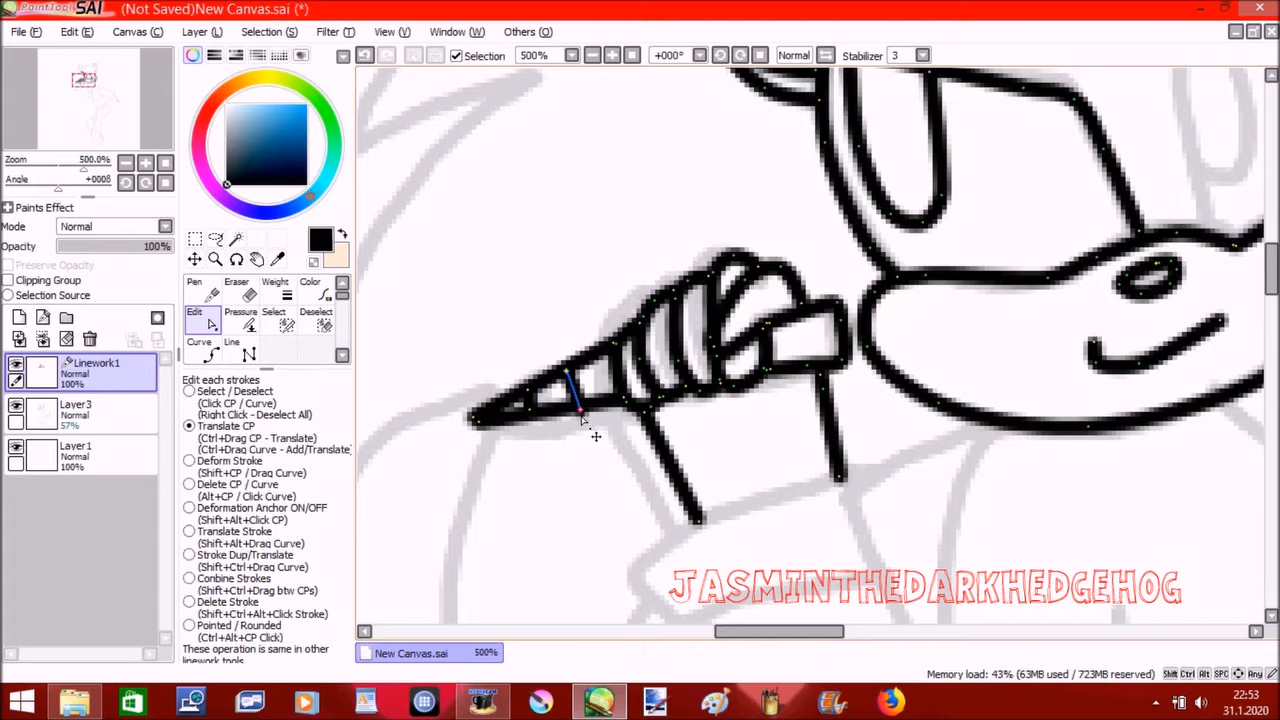 PaintTool SAI (Not Saved)New Canvas.sai (*)
File (F) Edit (E) Canvas (C) Layer (L) Selection (S) Filter (T) View (V) Window (W) Others (O)
Selection 500% +000° Normal Stabilizer 3
Zoom 500.0%
Angle +000θ
Paints Effect
Mode Normal
Opacity 100%
Preserve Opacity
Clipping Group
Selection Source
Linework1
Normal
100%
Layer3
Normal
57%
Layer1
Normal
100%
Pen Eraser Weight Color
Edit Pressure Select Deselect
Curve Line
Edit each strokes
Select / Deselect
(Click CP / Curve)
(Right Click - Deselect All)
Translate CP
(Ctrl+Drag CP - Translate)
(Ctrl+Drag Curve - Add/Translate)
Deform Stroke
(Shift+CP / Drag Curve)
Delete CP / Curve
(Alt+CP / Click Curve)
Deformation Anchor ON/OFF
(Shift+Alt+Click CP)
Translate Stroke
(Shift+Alt+Drag Curve)
Stroke Dup/Translate
(Shift+Ctrl+Drag Curve)
Combine Strokes
(Shift+Ctrl+Drag btw CPs)
Delete Stroke
(Shift+Ctrl+Alt+Click Stroke)
Pointed / Rounded
(Ctrl+Alt+CP Click)
These operation is same in other
linework tools
JASMINTHEDARKHEDGEHOG
New Canvas.sai 500%
Memory load: 43% (63MB used / 723MB reserved) Shift Ctrl Alt SPC Any
22:53
31.1.2020